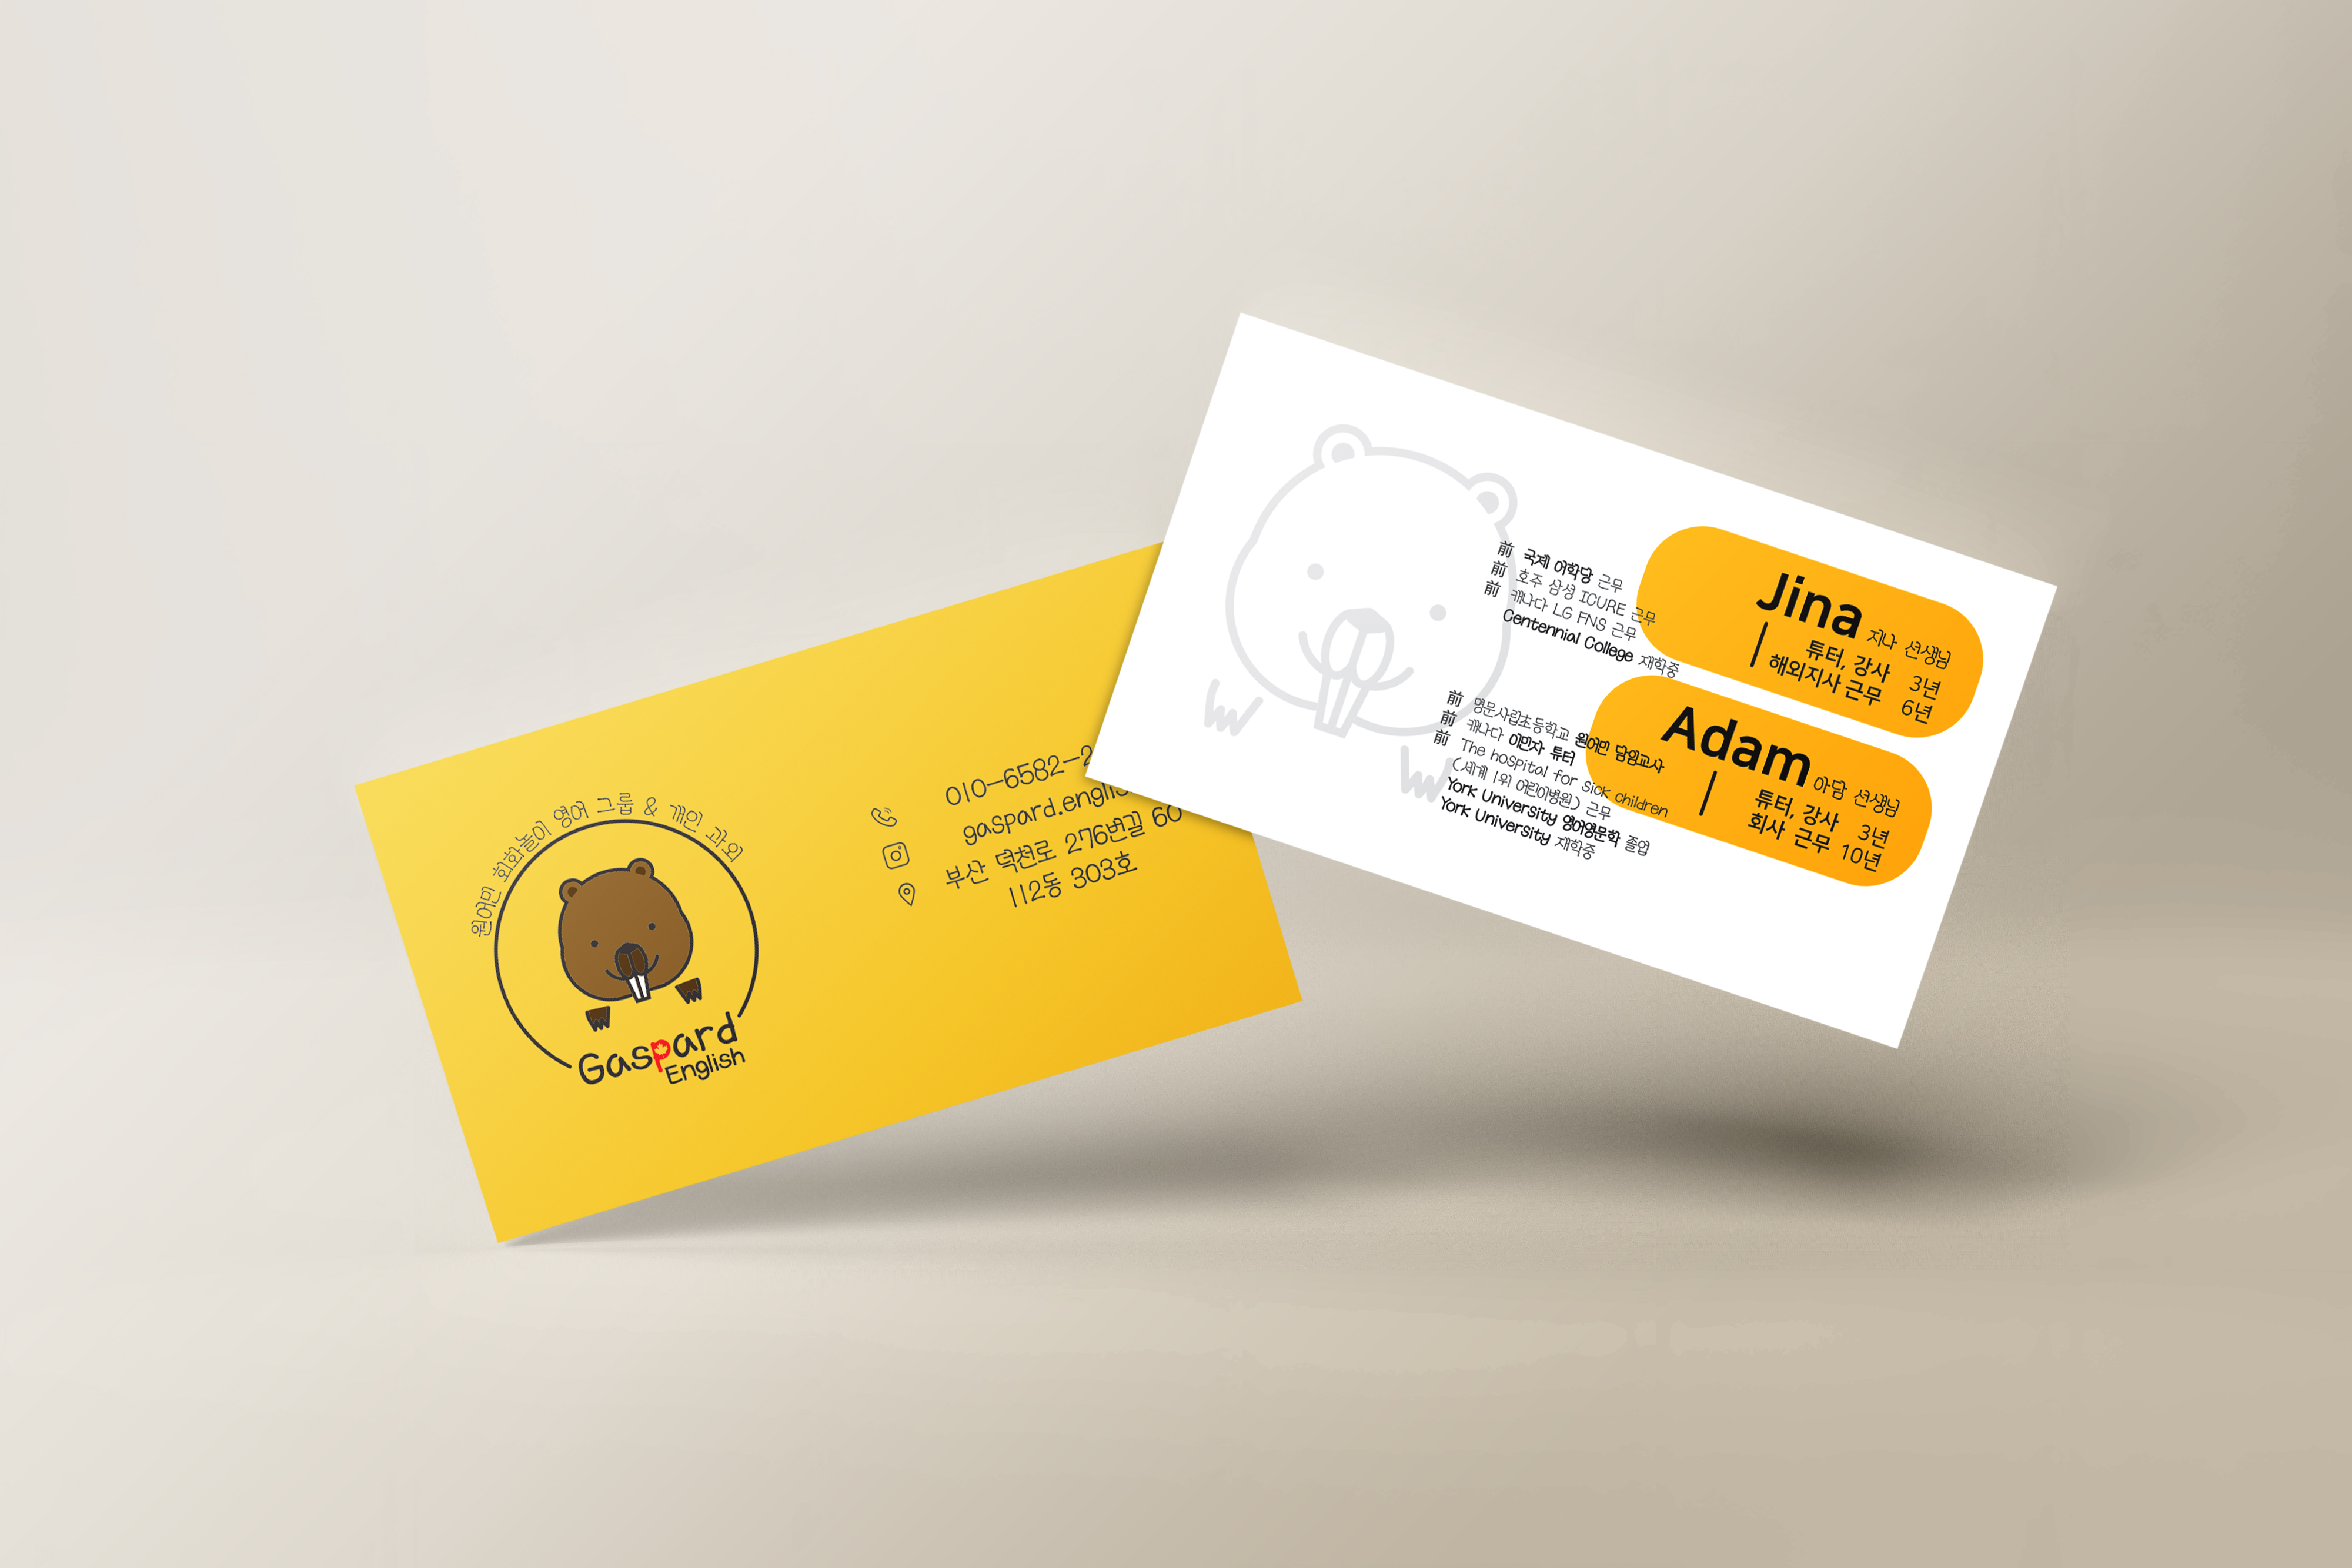 원어민 회화놀이 영어 그룹 & 개인 과외
Gaspard
English
010-6582-2
gaspard.englis
부산 덕천로 276번길 60
112동 303호
Jina 지나 선생님
튜터, 강사 3년
해외지사 근무 6년
前 국제 어학당 근무
前 호주 삼성 ICURE 근무
前 캐나다 LG FNS 근무
Centennial College 재학중
Adam 아담 선생님
튜터, 강사 3년
회사 근무 10년
前 명문사립초등학교 원어민 담임교사
前 캐나다 이민자 튜터
前 The hospital for sick children
(세계 1위 어린이병원) 근무
York University 영어영문학 졸업
York University 재학중